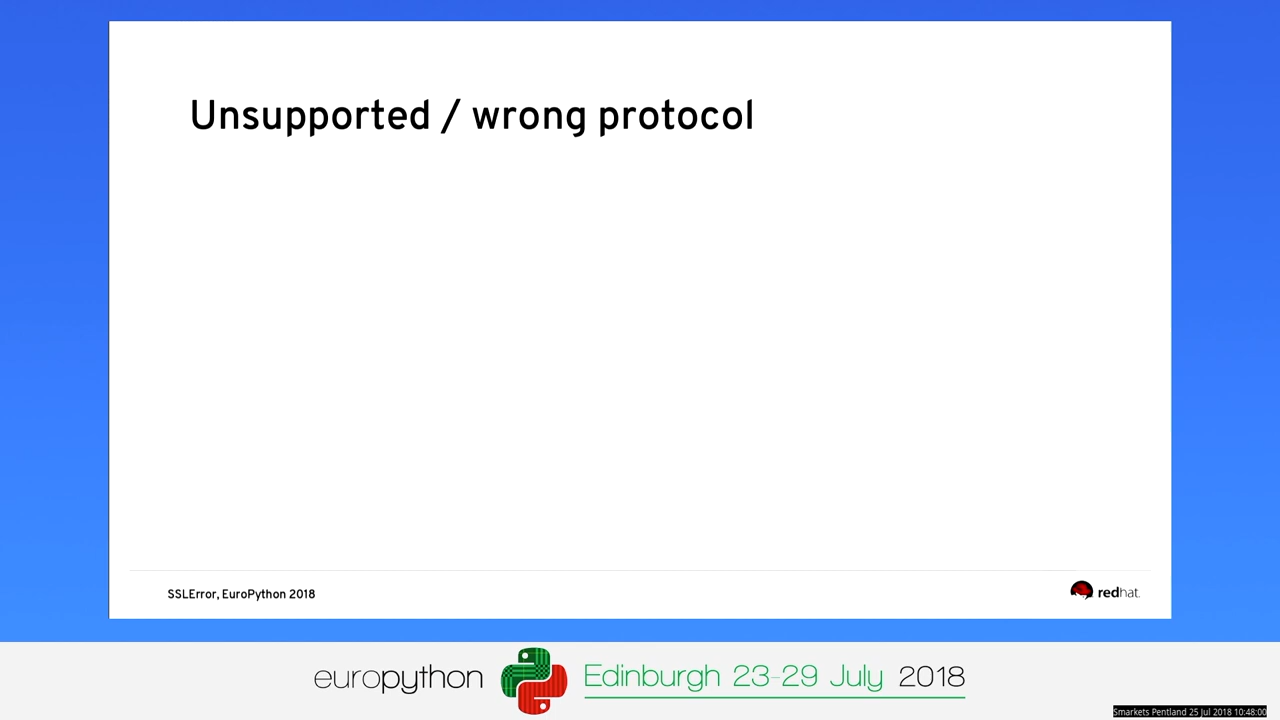 Unsupported / wrong protocol
SSLError, EuroPython 2018
redhat.
europython
Edinburgh 23-29 July 2018
Smarkets Pentland 25 Jul 2018 10:48:00